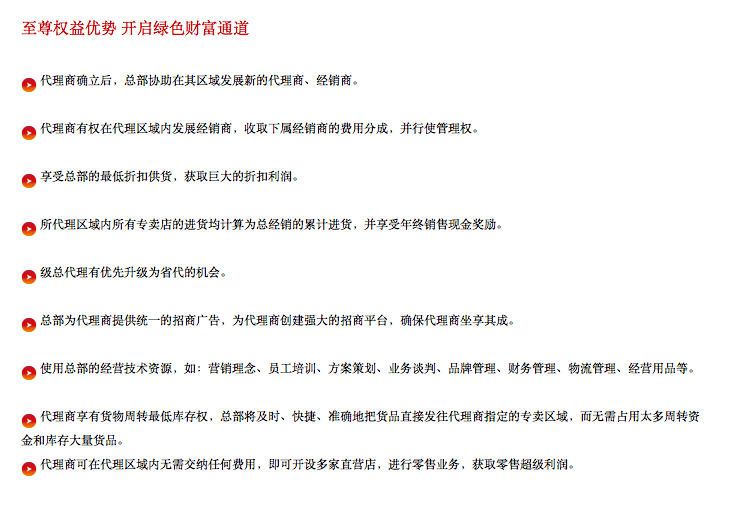 至尊权益优势 开启绿色财富通道
代理商确立后，总部协助在其区域发展新的代理商、经销商。
代理商有权在代理区域内发展经销商，收取下属经销商的费用分成，并行使管理权。
享受总部的最低折扣供货，获取巨大的折扣利润。
所代理区域内所有专卖店的进货均计算为总经销的累计进货，并享受年终销售现金奖励。
级总代理有优先升级为省代的机会。
总部为代理商提供统一的招商广告，为代理商创建强大的招商平台，确保代理商坐享其成。
使用总部的经营技术资源，如：营销理念、员工培训、方案策划、业务谈判、品牌管理、财务管理、物流管理、经营用品等。
代理商享有货物周转最低库存权，总部将及时、快捷、准确地把货品直接发往代理商指定的专卖区域，而无需占用太多周转资
金和库存大量货品。
代理商可在代理区域内无需交纳任何费用，即可开设多家直营店，进行零售业务，获取零售超级利润。